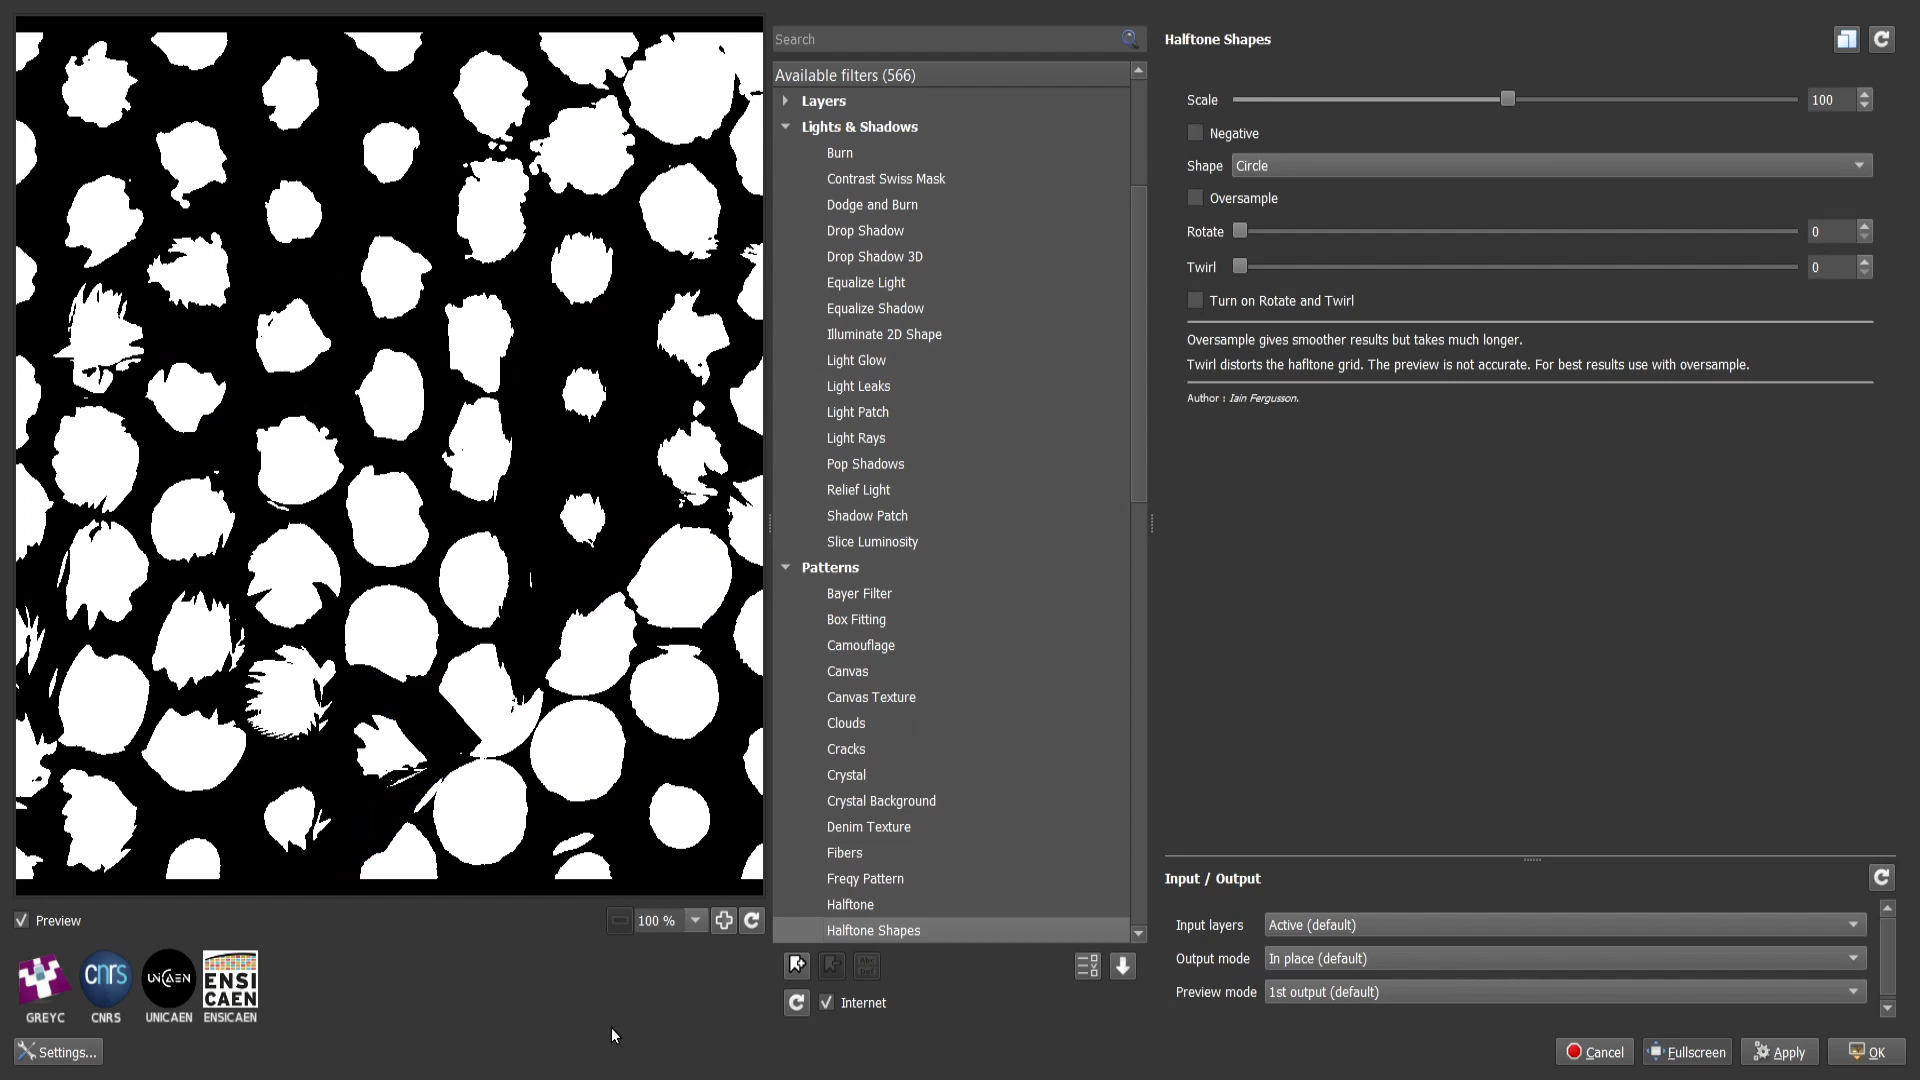 Search
Available filters (566)
Layers
Lights & Shadows
Burn
Contrast Swiss Mask
Dodge and Burn
Drop Shadow
Drop Shadow 3D
Equalize Light
Equalize Shadow
Illuminate 2D Shape
Light Glow
Light Leaks
Light Patch
Light Rays
Pop Shadows
Relief Light
Shadow Patch
Slice Luminosity
Patterns
Bayer Filter
Box Fitting
Camouflage
Canvas
Canvas Texture
Clouds
Cracks
Crystal
Crystal Background
Denim Texture
Fibers
Freqy Pattern
Halftone
Halftone Shapes
Internet
Preview
100 %
cnrs
UNICAEN
ENSI
CAEN
GREYC
CNRS
UNICAEN
ENSICAEN
Settings...
Halftone Shapes
Scale 100
Negative
Shape Circle
Oversample
Rotate 0
Twirl 0
Turn on Rotate and Twirl
Oversample gives smoother results but takes much longer.
Twirl distorts the hafltone grid. The preview is not accurate. For best results use with oversample.
Author : Iain Fergusson.
Input / Output
Input layers Active (default)
Output mode In place (default)
Preview mode 1st output (default)
Cancel Fullscreen Apply OK